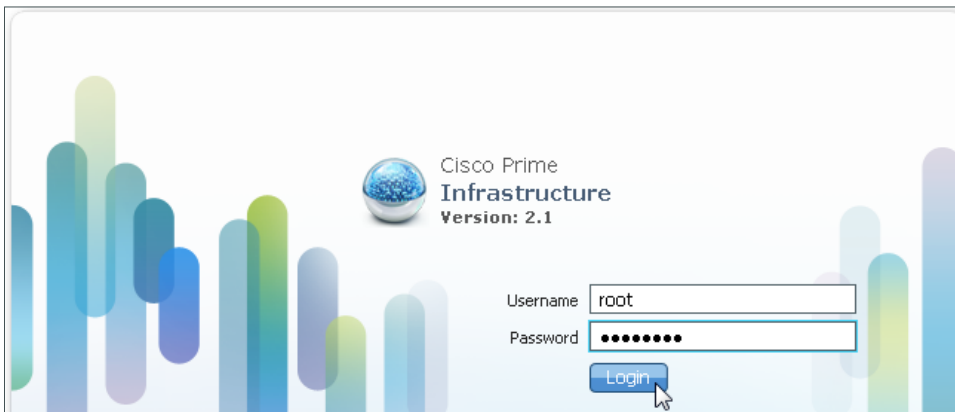 Cisco Prime
Infrastructure
Version: 2.1
Username root
Password ••••••••
Login